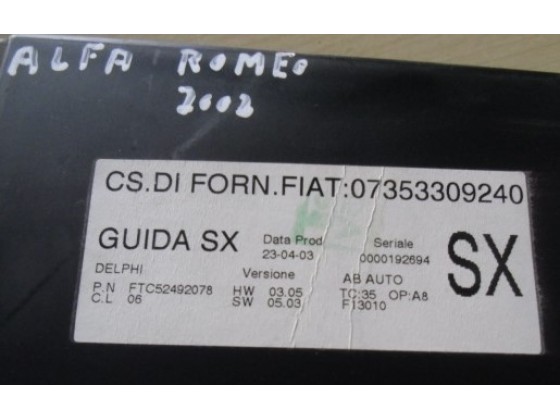 ALFA ROMEO
2002
CS.DI FORN.FIAT:07353309240
GUIDA SX Data Prod Seriale SX
23-04-03 0000192694
DELPHI Versione AB AUTO
P.N FTC52492078 HW 03.05 TC:35 OP:A8
C.L 06 SW 05.03 F13010